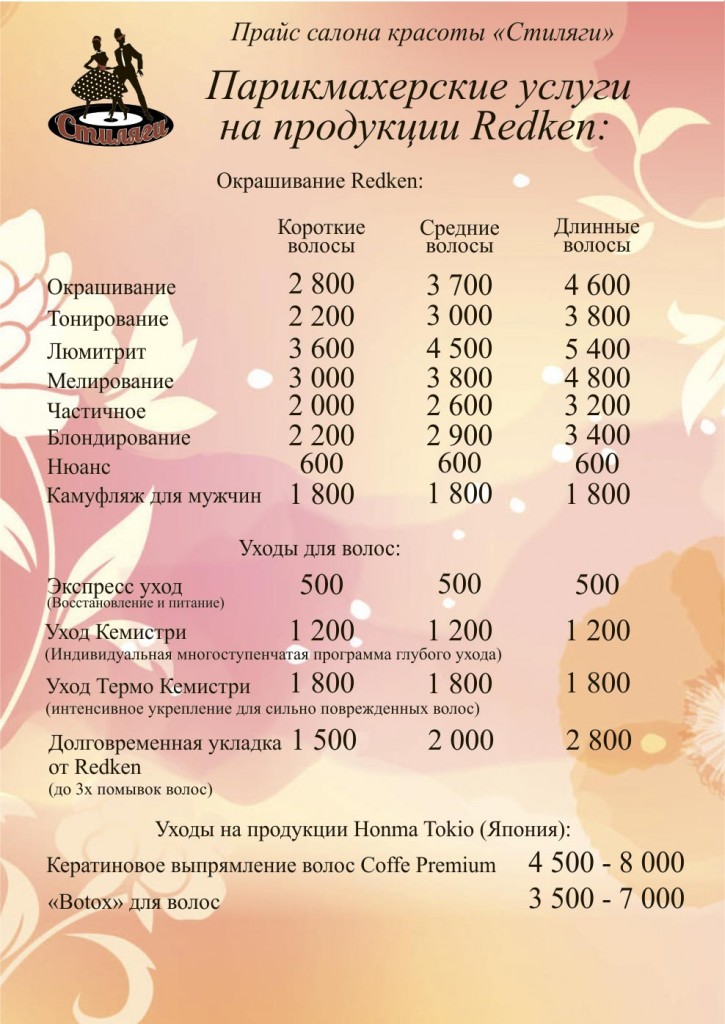 Прайс салона красоты «Стиляги»
Стиляги
Парикмахерские услуги
на продукции Redken:
Окрашивание Redken:
Короткие волосы Средние волосы Длинные волосы
Окрашивание 2 800 3 700 4 600
Тонирование 2 200 3 000 3 800
Люмитрит 3 600 4 500 5 400
Мелирование 3 000 3 800 4 800
Частичное 2 000 2 600 3 200
Блондирование 2 200 2 900 3 400
Нюанс 600 600 600
Камуфляж для мужчин 1 800 1 800 1 800
Уходы для волос:
Экспресс уход 500 500 500
(Восстановление и питание)
Уход Кемистри 1 200 1 200 1 200
(Индивидуальная многоступенчатая программа глубого ухода)
Уход Термо Кемистри 1 800 1 800 1 800
(интенсивное укрепление для сильно поврежденных волос)
Долговременная укладка 1 500 2 000 2 800
от Redken
(до 3х помывок волос)
Уходы на продукции Honma Tokio (Япония):
Кератиновое выпрямление волос Coffe Premium 4 500 - 8 000
«Botox» для волос 3 500 - 7 000